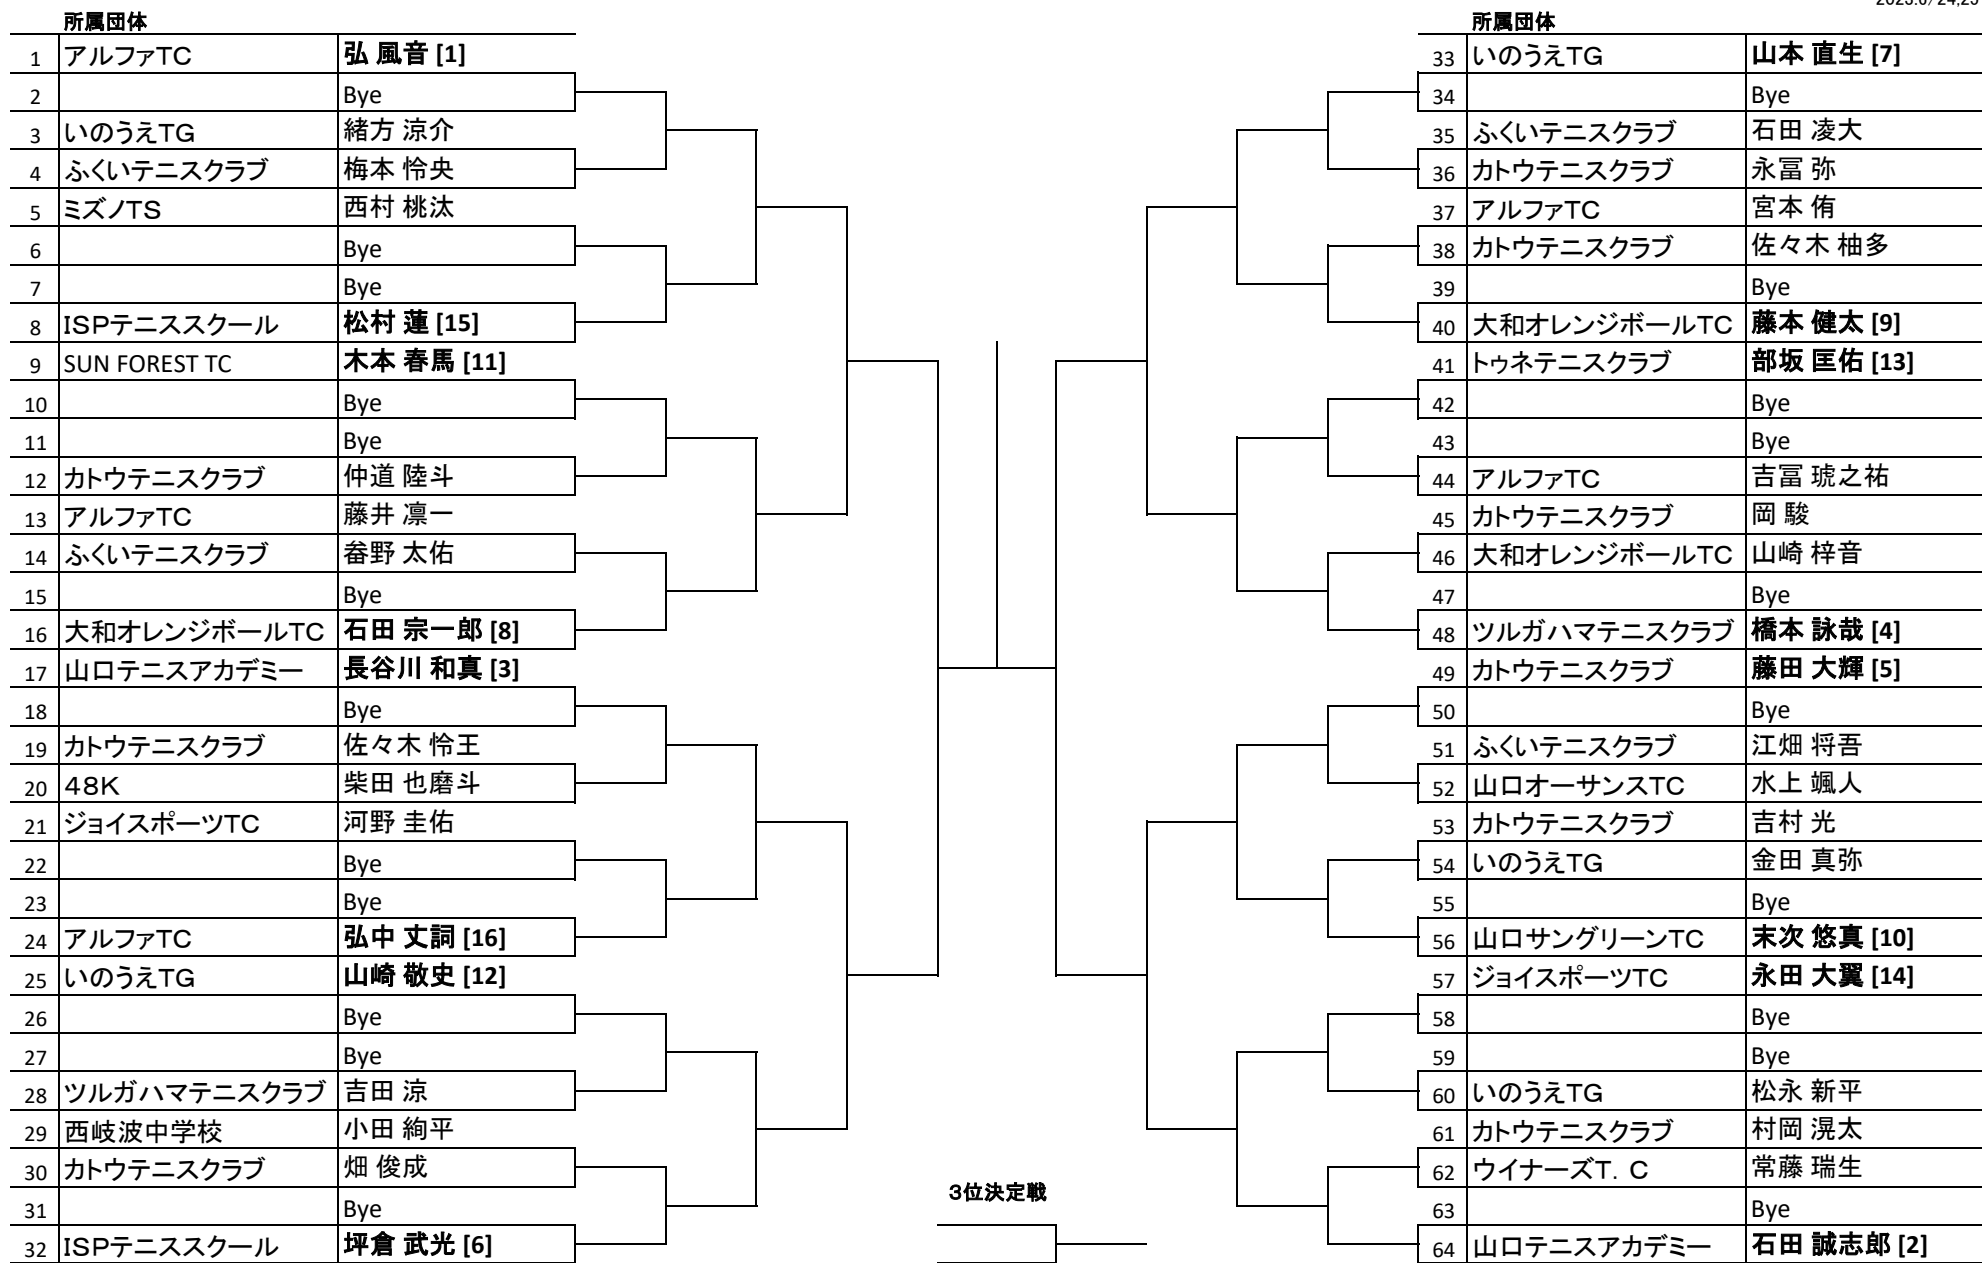 2023.6/24,25
所属団体
1 アルファTC 弘 風音 [1]
2 Bye
3 いのうえTG 緒方 涼介
4 ふくいテニスクラブ 梅本 怜央
5 ミズノTS 西村 桃汰
6 Bye
7 Bye
8 ISPテニススクール 松村 蓮 [15]
9 SUN FOREST TC 木本 春馬 [11]
10 Bye
11 Bye
12 カトウテニスクラブ 仲道 陸斗
13 アルファTC 藤井 凛一
14 ふくいテニスクラブ 畚野 太佑
15 Bye
16 大和オレンジボールTC 石田 宗一郎 [8]
17 山口テニスアカデミー 長谷川 和真 [3]
18 Bye
19 カトウテニスクラブ 佐々木 怜王
20 48K 柴田 也磨斗
21 ジョイスポーツTC 河野 圭佑
22 Bye
23 Bye
24 アルファTC 弘中 丈詞 [16]
25 いのうえTG 山崎 敬史 [12]
26 Bye
27 Bye
28 ツルガハマテニスクラブ 吉田 涼
29 西岐波中学校 小田 絢平
30 カトウテニスクラブ 畑 俊成
31 Bye
32 ISPテニススクール 坪倉 武光 [6]
3位決定戦
所属団体
33 いのうえTG 山本 直生 [7]
34 Bye
35 ふくいテニスクラブ 石田 凌大
36 カトウテニスクラブ 永冨 弥
37 アルファTC 宮本 侑
38 カトウテニスクラブ 佐々木 柚多
39 Bye
40 大和オレンジボールTC 藤本 健太 [9]
41 トゥネテニスクラブ 部坂 匡佑 [13]
42 Bye
43 Bye
44 アルファTC 吉冨 琥之祐
45 カトウテニスクラブ 岡 駿
46 大和オレンジボールTC 山崎 梓音
47 Bye
48 ツルガハマテニスクラブ 橋本 詠哉 [4]
49 カトウテニスクラブ 藤田 大輝 [5]
50 Bye
51 ふくいテニスクラブ 江畑 将吾
52 山口オーサンスTC 水上 颯人
53 カトウテニスクラブ 吉村 光
54 いのうえTG 金田 真弥
55 Bye
56 山口サングリーンTC 末次 悠真 [10]
57 ジョイスポーツTC 永田 大翼 [14]
58 Bye
59 Bye
60 いのうえTG 松永 新平
61 カトウテニスクラブ 村岡 滉太
62 ウイナーズT．C 常藤 瑞生
63 Bye
64 山口テニスアカデミー 石田 誠志郎 [2]